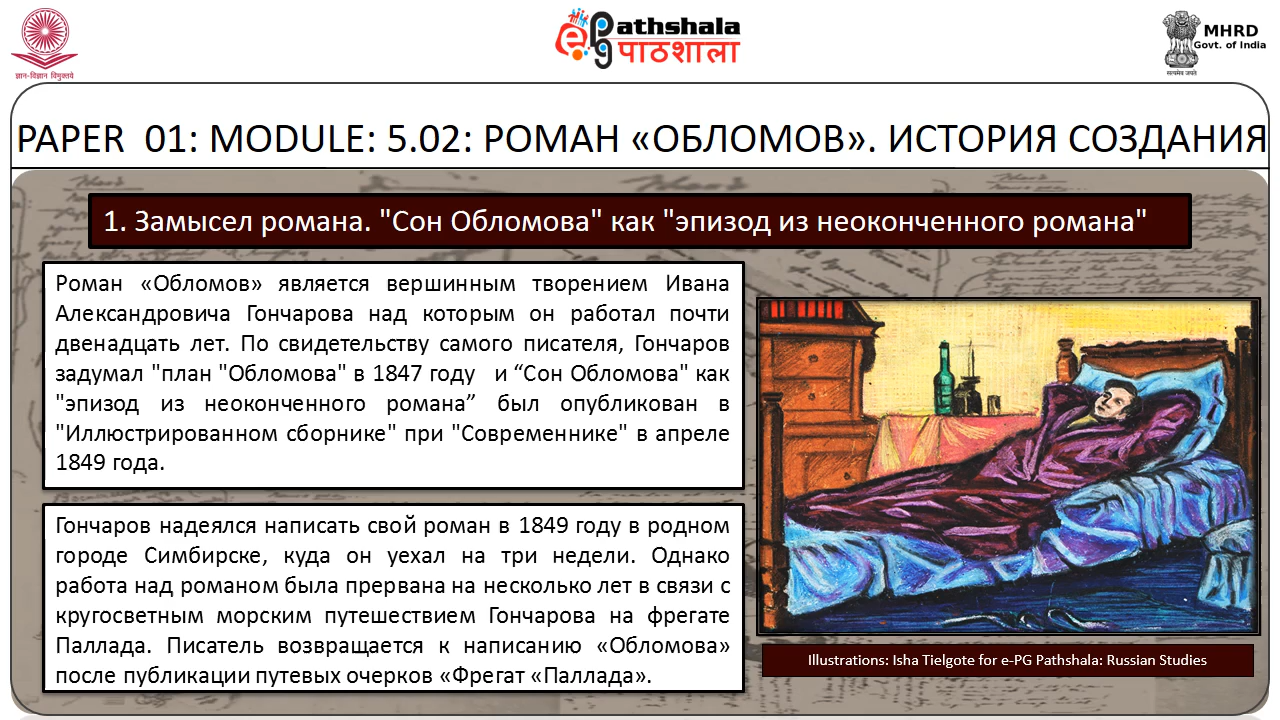 ज्ञान-विज्ञान विमुक्तये
ePg Pathshala
पाठशाला
MHRD
Govt. of India
सत्यमेव जयते
PAPER 01: MODULE: 5.02: РОМАН «ОБЛОМОВ». ИСТОРИЯ СОЗДАНИЯ
1. Замысел романа. "Сон Обломова" как "эпизод из неоконченного романа"
Роман «Обломов» является вершинным творением Ивана
Александровича Гончарова над которым он работал почти
двенадцать лет. По свидетельству самого писателя, Гончаров
задумал "план "Обломова" в 1847 году и “Сон Обломова" как
"эпизод из неоконченного романа” был опубликован в
"Иллюстрированном сборнике" при "Современнике" в апреле
1849 года.
Гончаров надеялся написать свой роман в 1849 году в родном
городе Симбирске, куда он уехал на три недели. Однако
работа над романом была прервана на несколько лет в связи с
кругосветным морским путешествием Гончарова на фрегате
Паллада. Писатель возвращается к написанию «Обломова»
после публикации путевых очерков «Фрегат «Паллада».
Illustrations: Isha Tielgote for e-PG Pathshala: Russian Studies